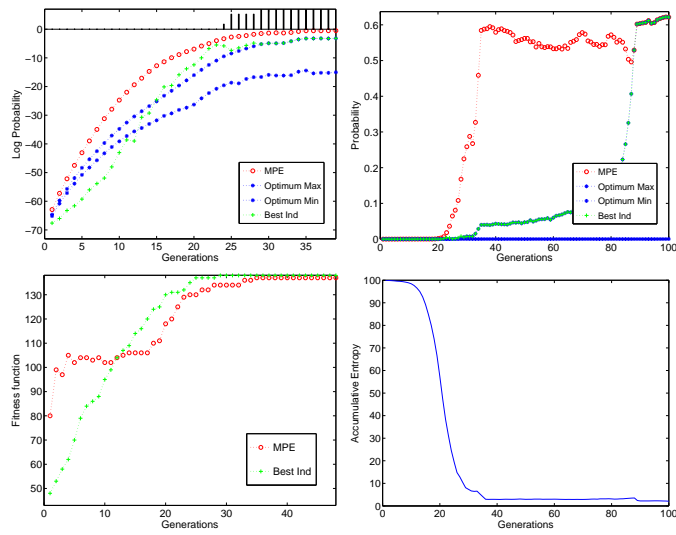 0
-10
-20
-30
-40
-50
-60
-70
Log Probability
0 5 10 15 20 25 30 35
Generations
MPE
Optimum Max
Optimum Min
Best Ind
0.6
0.4
0.2
0
Probability
0 20 40 60 80 100
Generations
MPE
Optimum Max
Optimum Min
Best Ind
130
120
110
100
90
80
70
60
50
Fitness function
0 10 20 30 40
Generations
MPE
Best Ind
100
90
80
70
60
50
40
30
20
10
0
Accumulative Entropy
0 20 40 60 80 100
Generations